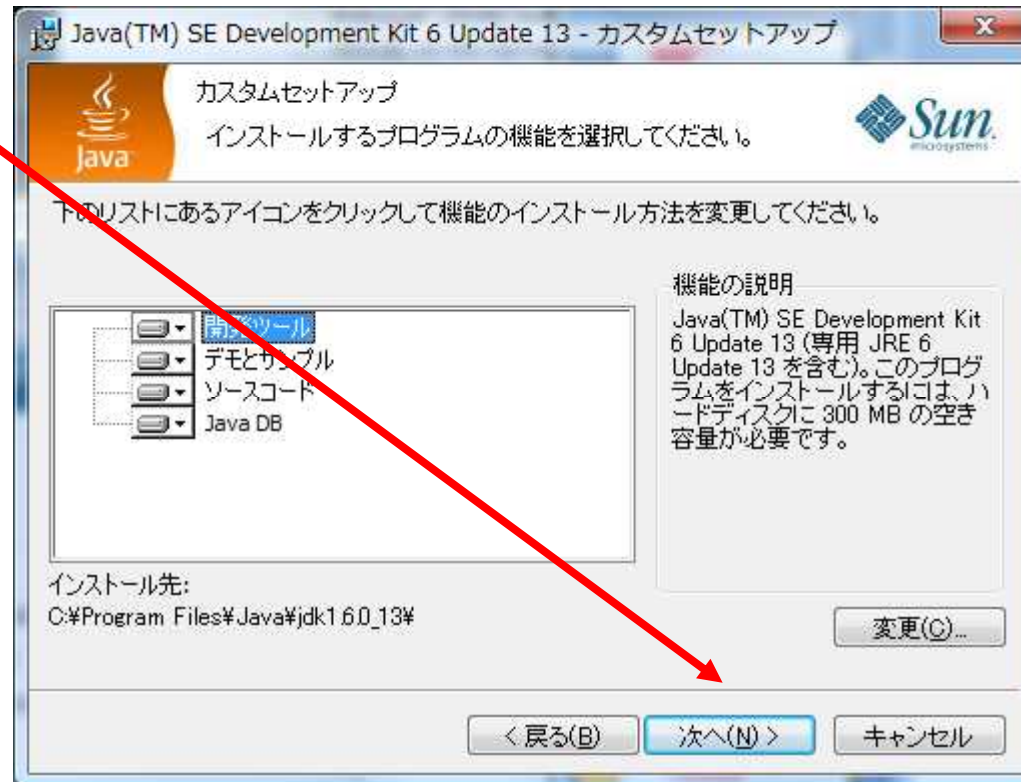 Java(TM) SE Development Kit 6 Update 13 - カスタムセットアップ
カスタムセットアップ
インストールするプログラムの機能を選択してください。
Java
Sun
microsystems
下のリストにあるアイコンをクリックして機能のインストール方法を変更してください。
開発ツール
デモとサンプル
ソースコード
Java DB
機能の説明
Java(TM) SE Development Kit
6 Update 13 (専用 JRE 6
Update 13 を含む)。このプログ
ラムをインストールするには、ハ
ードディスクに 300 MB の空き
容量が必要です。
インストール先:
C:¥Program Files¥Java¥jdk1.6.0_13¥
変更(C)...
< 戻る(B)
次へ(N) >
キャンセル